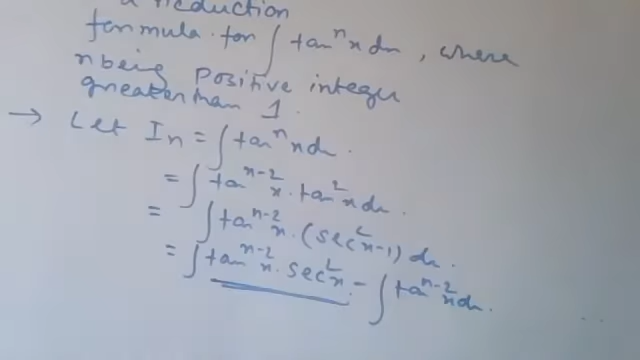 a Reduction
formula for ∫ tanⁿx dx, where
n being positive integer
greater than 1.
→ Let Iₙ = ∫ tanⁿx dx.
= ∫ tanⁿ⁻²x · tan²x dx.
= ∫ tanⁿ⁻²x · (sec²x-1) dx.
= ∫ tanⁿ⁻²x · sec²x - ∫ tanⁿ⁻²x dx.